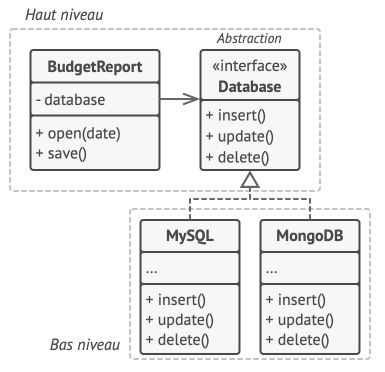 Haut niveau
Abstraction
BudgetReport
- database
+ open(date)
+ save()
«interface»
Database
+ insert()
+ update()
+ delete()
MySQL
...
+ insert()
+ update()
+ delete()
MongoDB
...
+ insert()
+ update()
+ delete()
Bas niveau